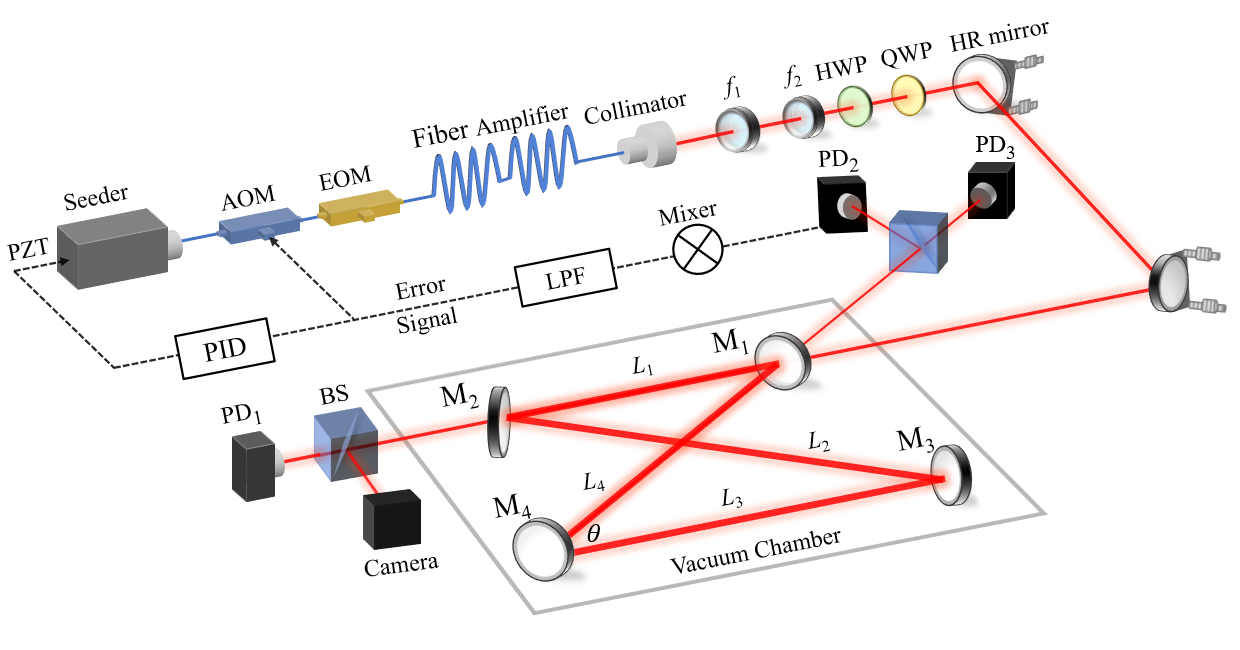 HR mirror
QWP
HWP
f₂
f₁
Collimator
Fiber Amplifier
EOM
AOM
Seeder
PZT
PD₂
PD₃
Mixer
LPF
Error
Signal
PID
M₁
L₁
M₂
BS
PD₁
L₂
M₃
L₄
L₃
M₄
θ
Camera
Vacuum Chamber